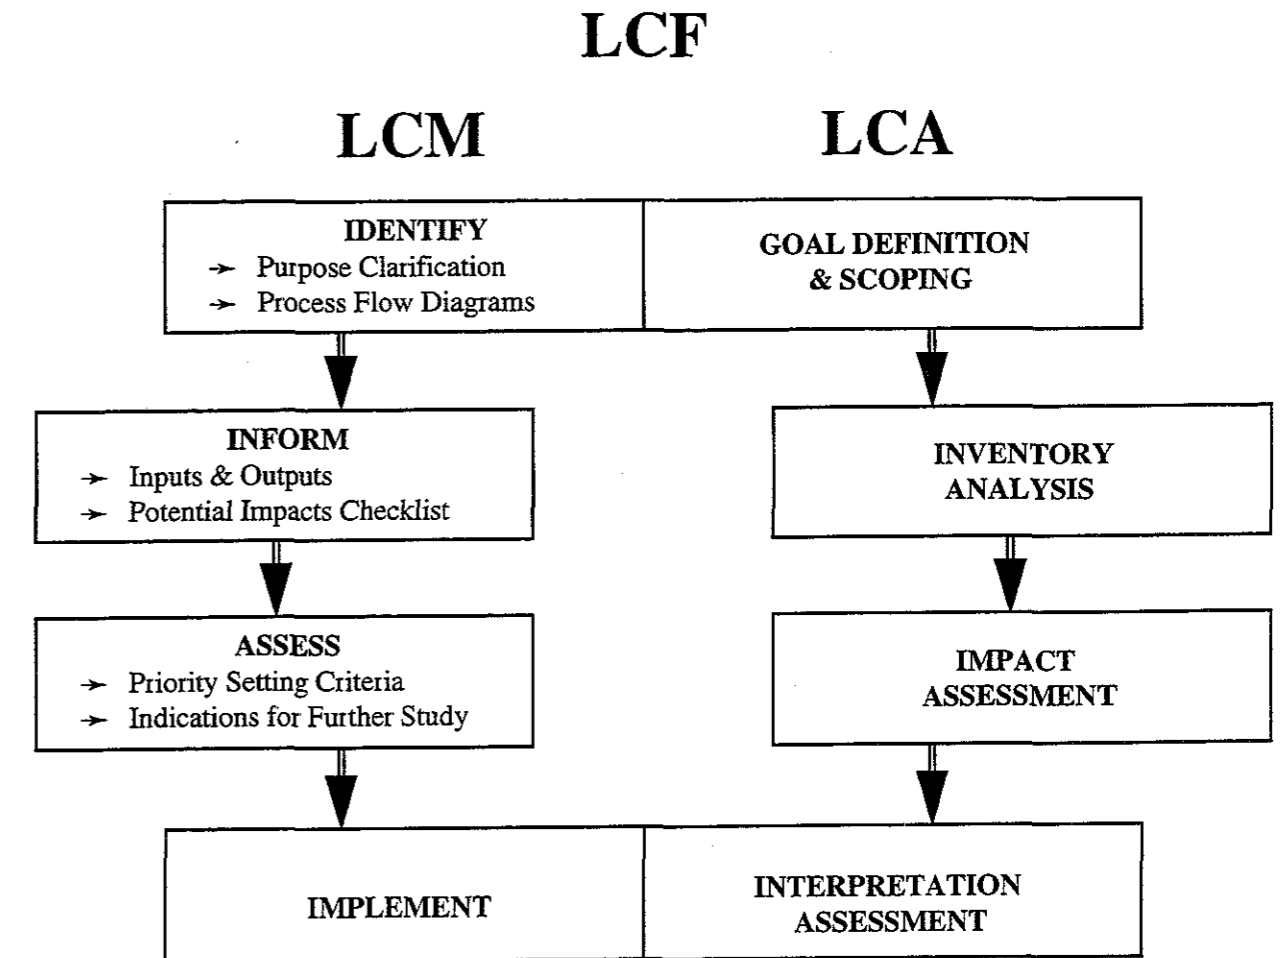 LCF
LCM
LCA
IDENTIFY
→ Purpose Clarification
→ Process Flow Diagrams
GOAL DEFINITION
& SCOPING
INFORM
→ Inputs & Outputs
→ Potential Impacts Checklist
INVENTORY
ANALYSIS
ASSESS
→ Priority Setting Criteria
→ Indications for Further Study
IMPACT
ASSESSMENT
IMPLEMENT
INTERPRETATION
ASSESSMENT